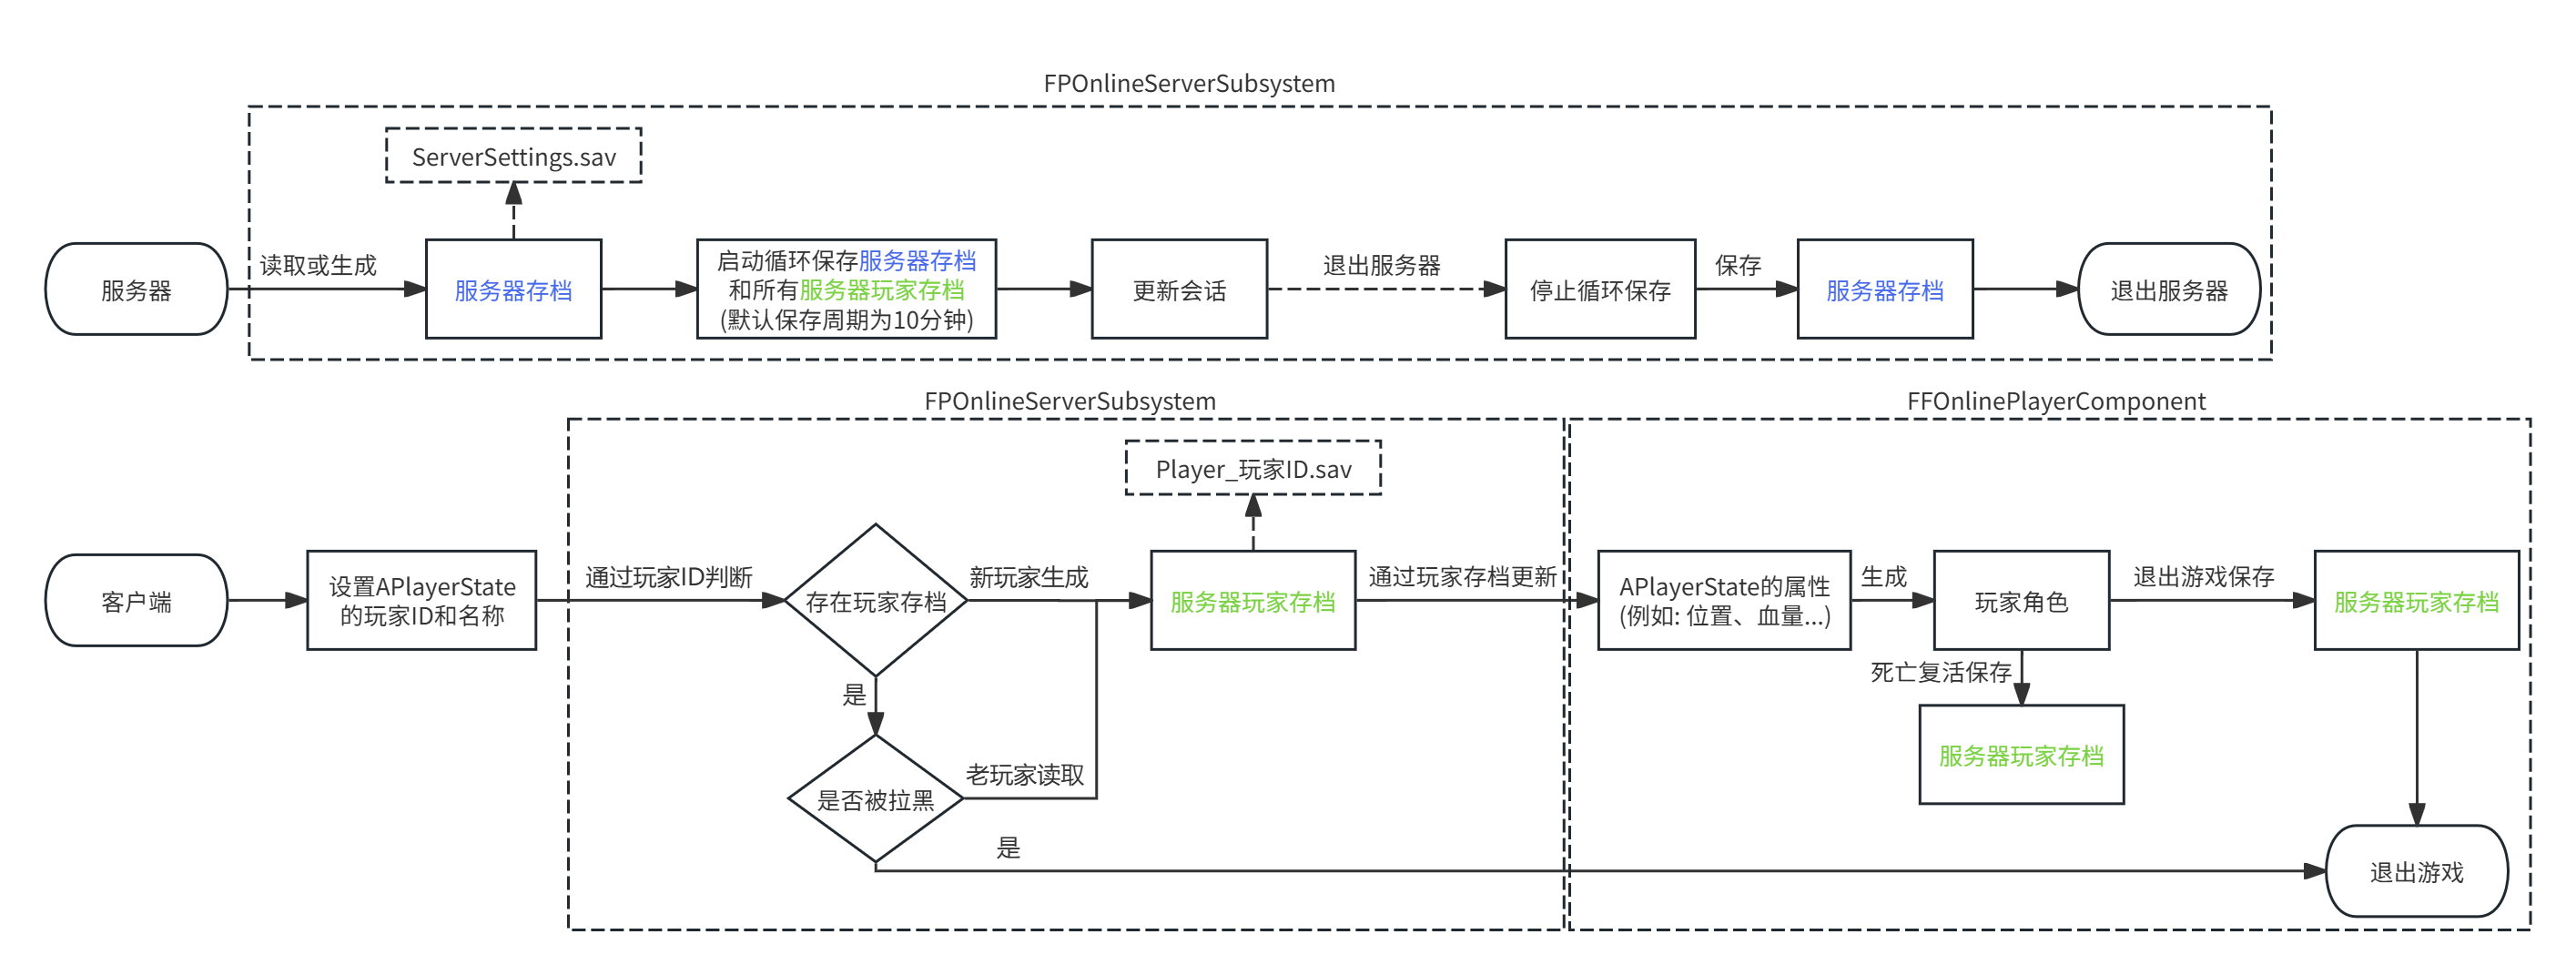 FPOnlineServerSubsystem
ServerSettings.sav
服务器
读取或生成
服务器存档
启动循环保存服务器存档
和所有服务器玩家存档
(默认保存周期为10分钟)
更新会话
退出服务器
停止循环保存
保存
服务器存档
退出服务器
FPOnlineServerSubsystem
FFOnlinePlayerComponent
Player_玩家ID.sav
客户端
设置APlayerState
的玩家ID和名称
通过玩家ID判断
存在玩家存档
新玩家生成
服务器玩家存档
通过玩家存档更新
APlayerState的属性
(例如: 位置、血量...)
生成
玩家角色
退出游戏保存
服务器玩家存档
是
死亡复活保存
服务器玩家存档
是否被拉黑
老玩家读取
是
退出游戏